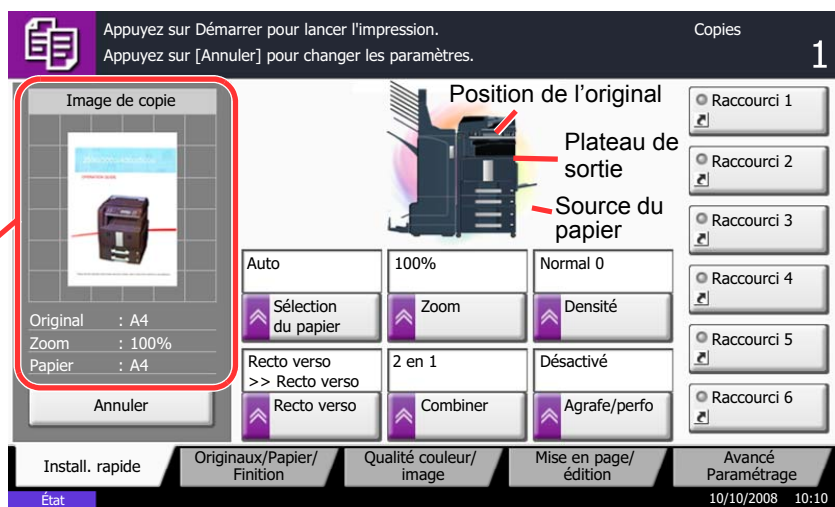 Appuyez sur Démarrer pour lancer l'impression.
Appuyez sur [Annuler] pour changer les paramètres.
Copies
1
Image de copie
OPERATION GUIDE
Original : A4
Zoom : 100%
Papier : A4
Annuler
Position de l'original
Plateau de
sortie
Source du
papier
Auto
Sélection
du papier
100%
Zoom
Normal 0
Densité
Recto verso
>> Recto verso
Recto verso
2 en 1
Combiner
Désactivé
Agrafe/perfo
Raccourci 1
Raccourci 2
Raccourci 3
Raccourci 4
Raccourci 5
Raccourci 6
Install. rapide
Originaux/Papier/
Finition
Qualité couleur/
image
Mise en page/
édition
Avancé
Paramétrage
État
10/10/2008 10:10